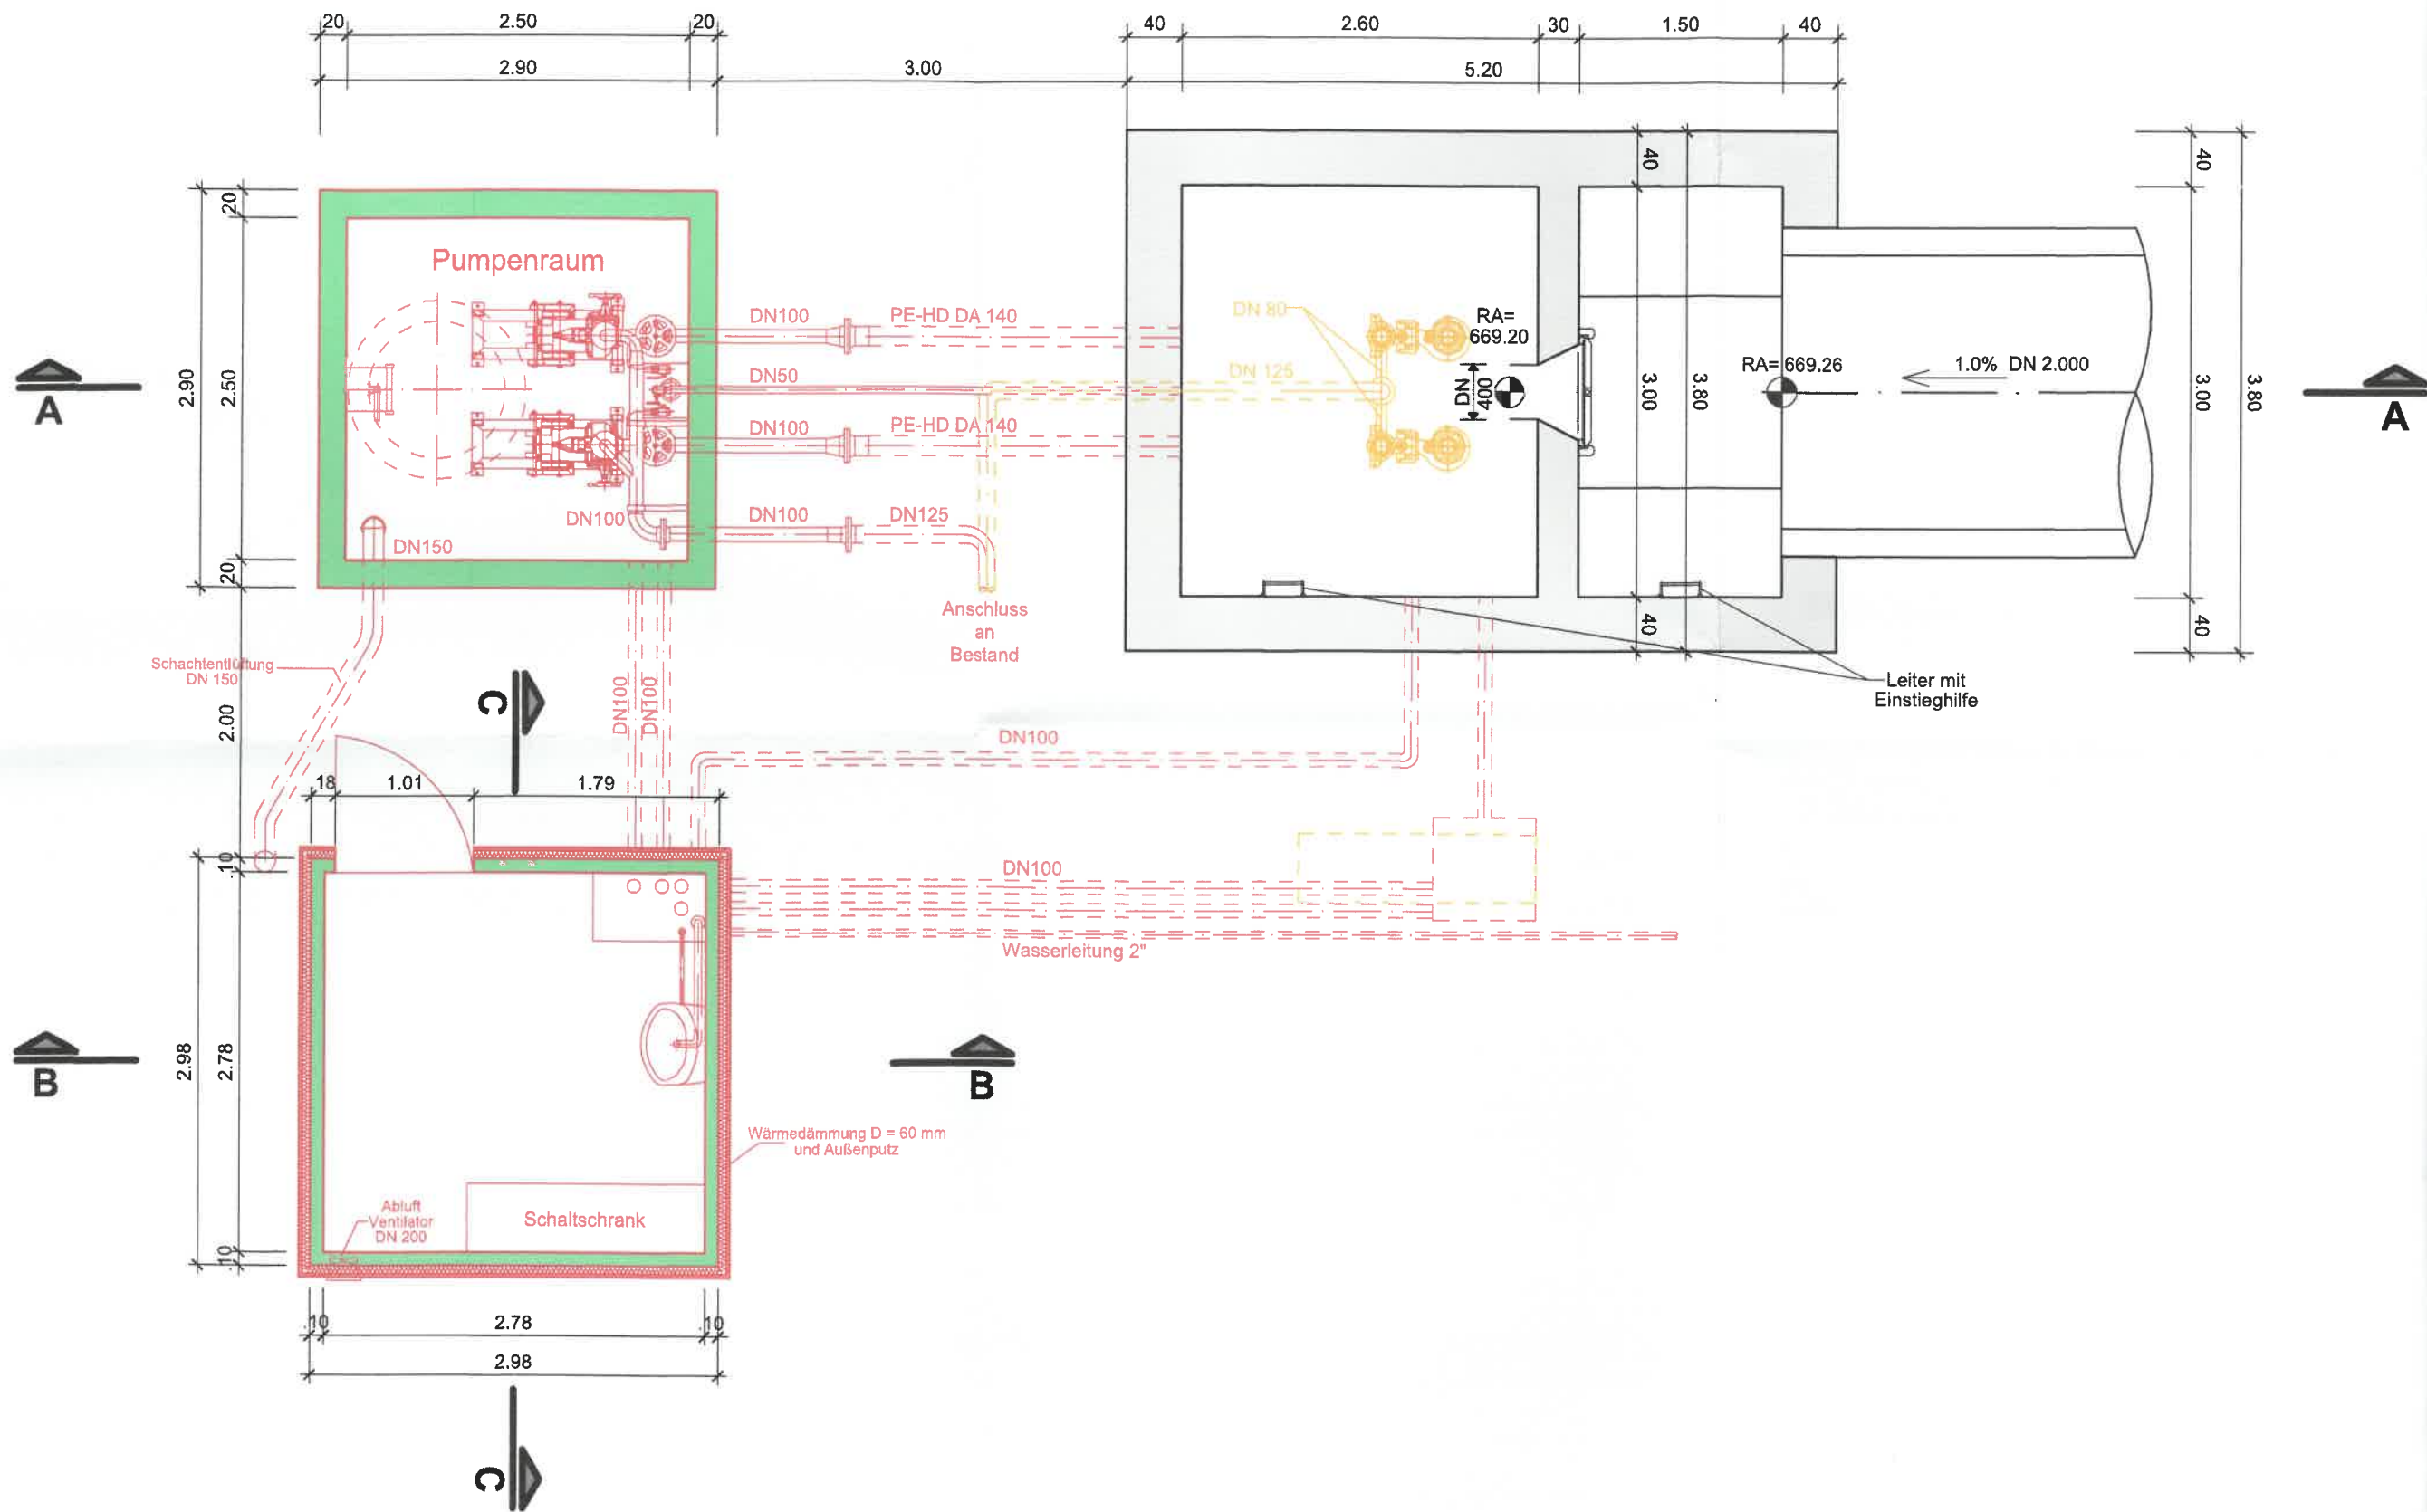 20 2.50 20 40 2.60 30 1.50 40
2.90 3.00 5.20
40 40
20
Pumpenraum
DN100 PE-HD DA 140
DN 80
RA=
669.20
2.90 2.50
DN50
DN 125
DN
400
3.00 3.80
RA= 669.26
1.0% DN 2.000
3.00 3.80
A A
DN100 PE-HD DA 140
DN100 DN100 DN125
DN150
20
Anschluss
an
Bestand
40 40
Schachtentlüftung
DN 150
Leiter mit
Einstieghilfe
C
DN100 DN100
2.00
DN100
18 1.01 1.79
10
DN100
Wasserleitung 2"
2.98 2.78
B B
Wärmedämmung D = 60 mm
und Außenputz
Abluft
Ventilator
DN 200
Schaltschrank
10
10 2.78 10
2.98
C